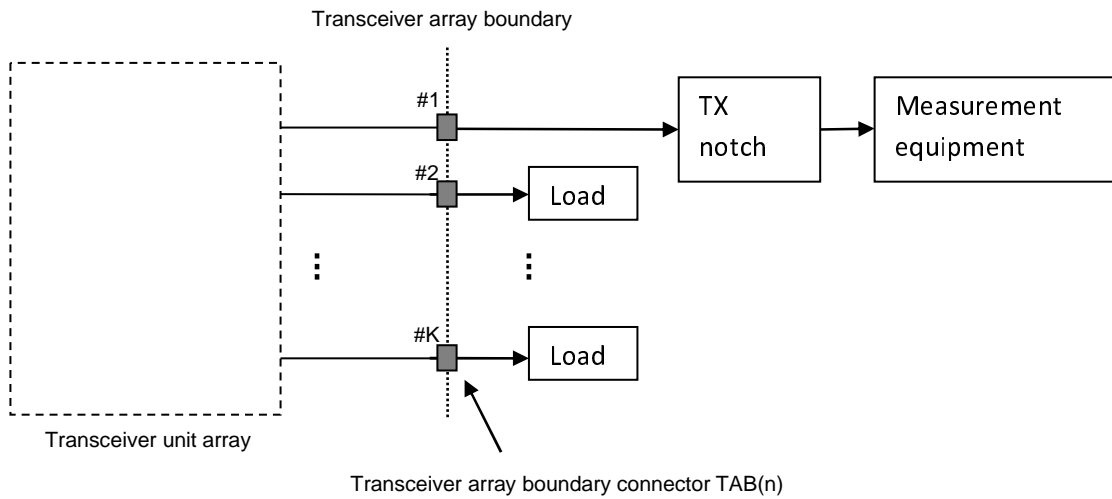 Transceiver array boundary
#1
TX
notch
Measurement
equipment
#2
Load
#K
Load
Transceiver unit array
Transceiver array boundary connector TAB(n)